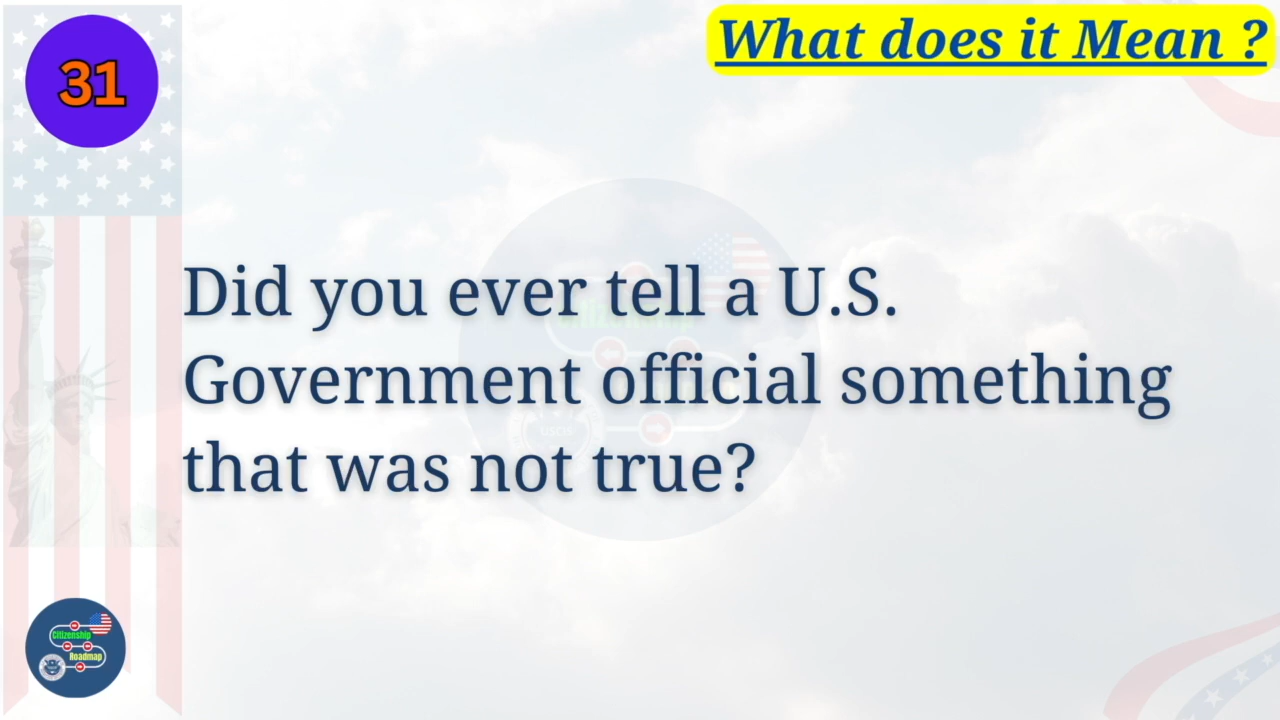 31
What does it Mean ?
Did you ever tell a U.S.
Government official something
that was not true?
Citizenship
Roadmap